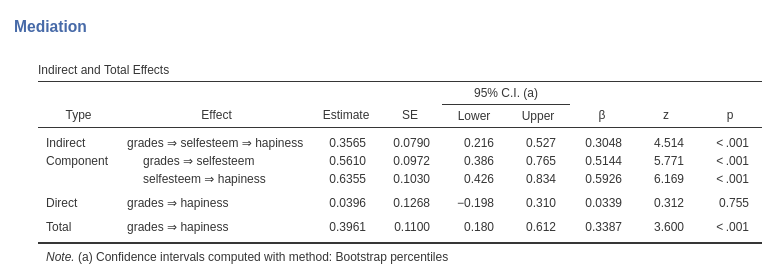 Mediation
Indirect and Total Effects
95% C.I. (a)
Type Effect Estimate SE Lower Upper β z p
Indirect grades ⇒ selfesteem ⇒ hapiness 0.3565 0.0790 0.216 0.527 0.3048 4.514 < .001
Component grades ⇒ selfesteem 0.5610 0.0972 0.386 0.765 0.5144 5.771 < .001
selfesteem ⇒ hapiness 0.6355 0.1030 0.426 0.834 0.5926 6.169 < .001
Direct grades ⇒ hapiness 0.0396 0.1268 −0.198 0.310 0.0339 0.312 0.755
Total grades ⇒ hapiness 0.3961 0.1100 0.180 0.612 0.3387 3.600 < .001
Note. (a) Confidence intervals computed with method: Bootstrap percentiles